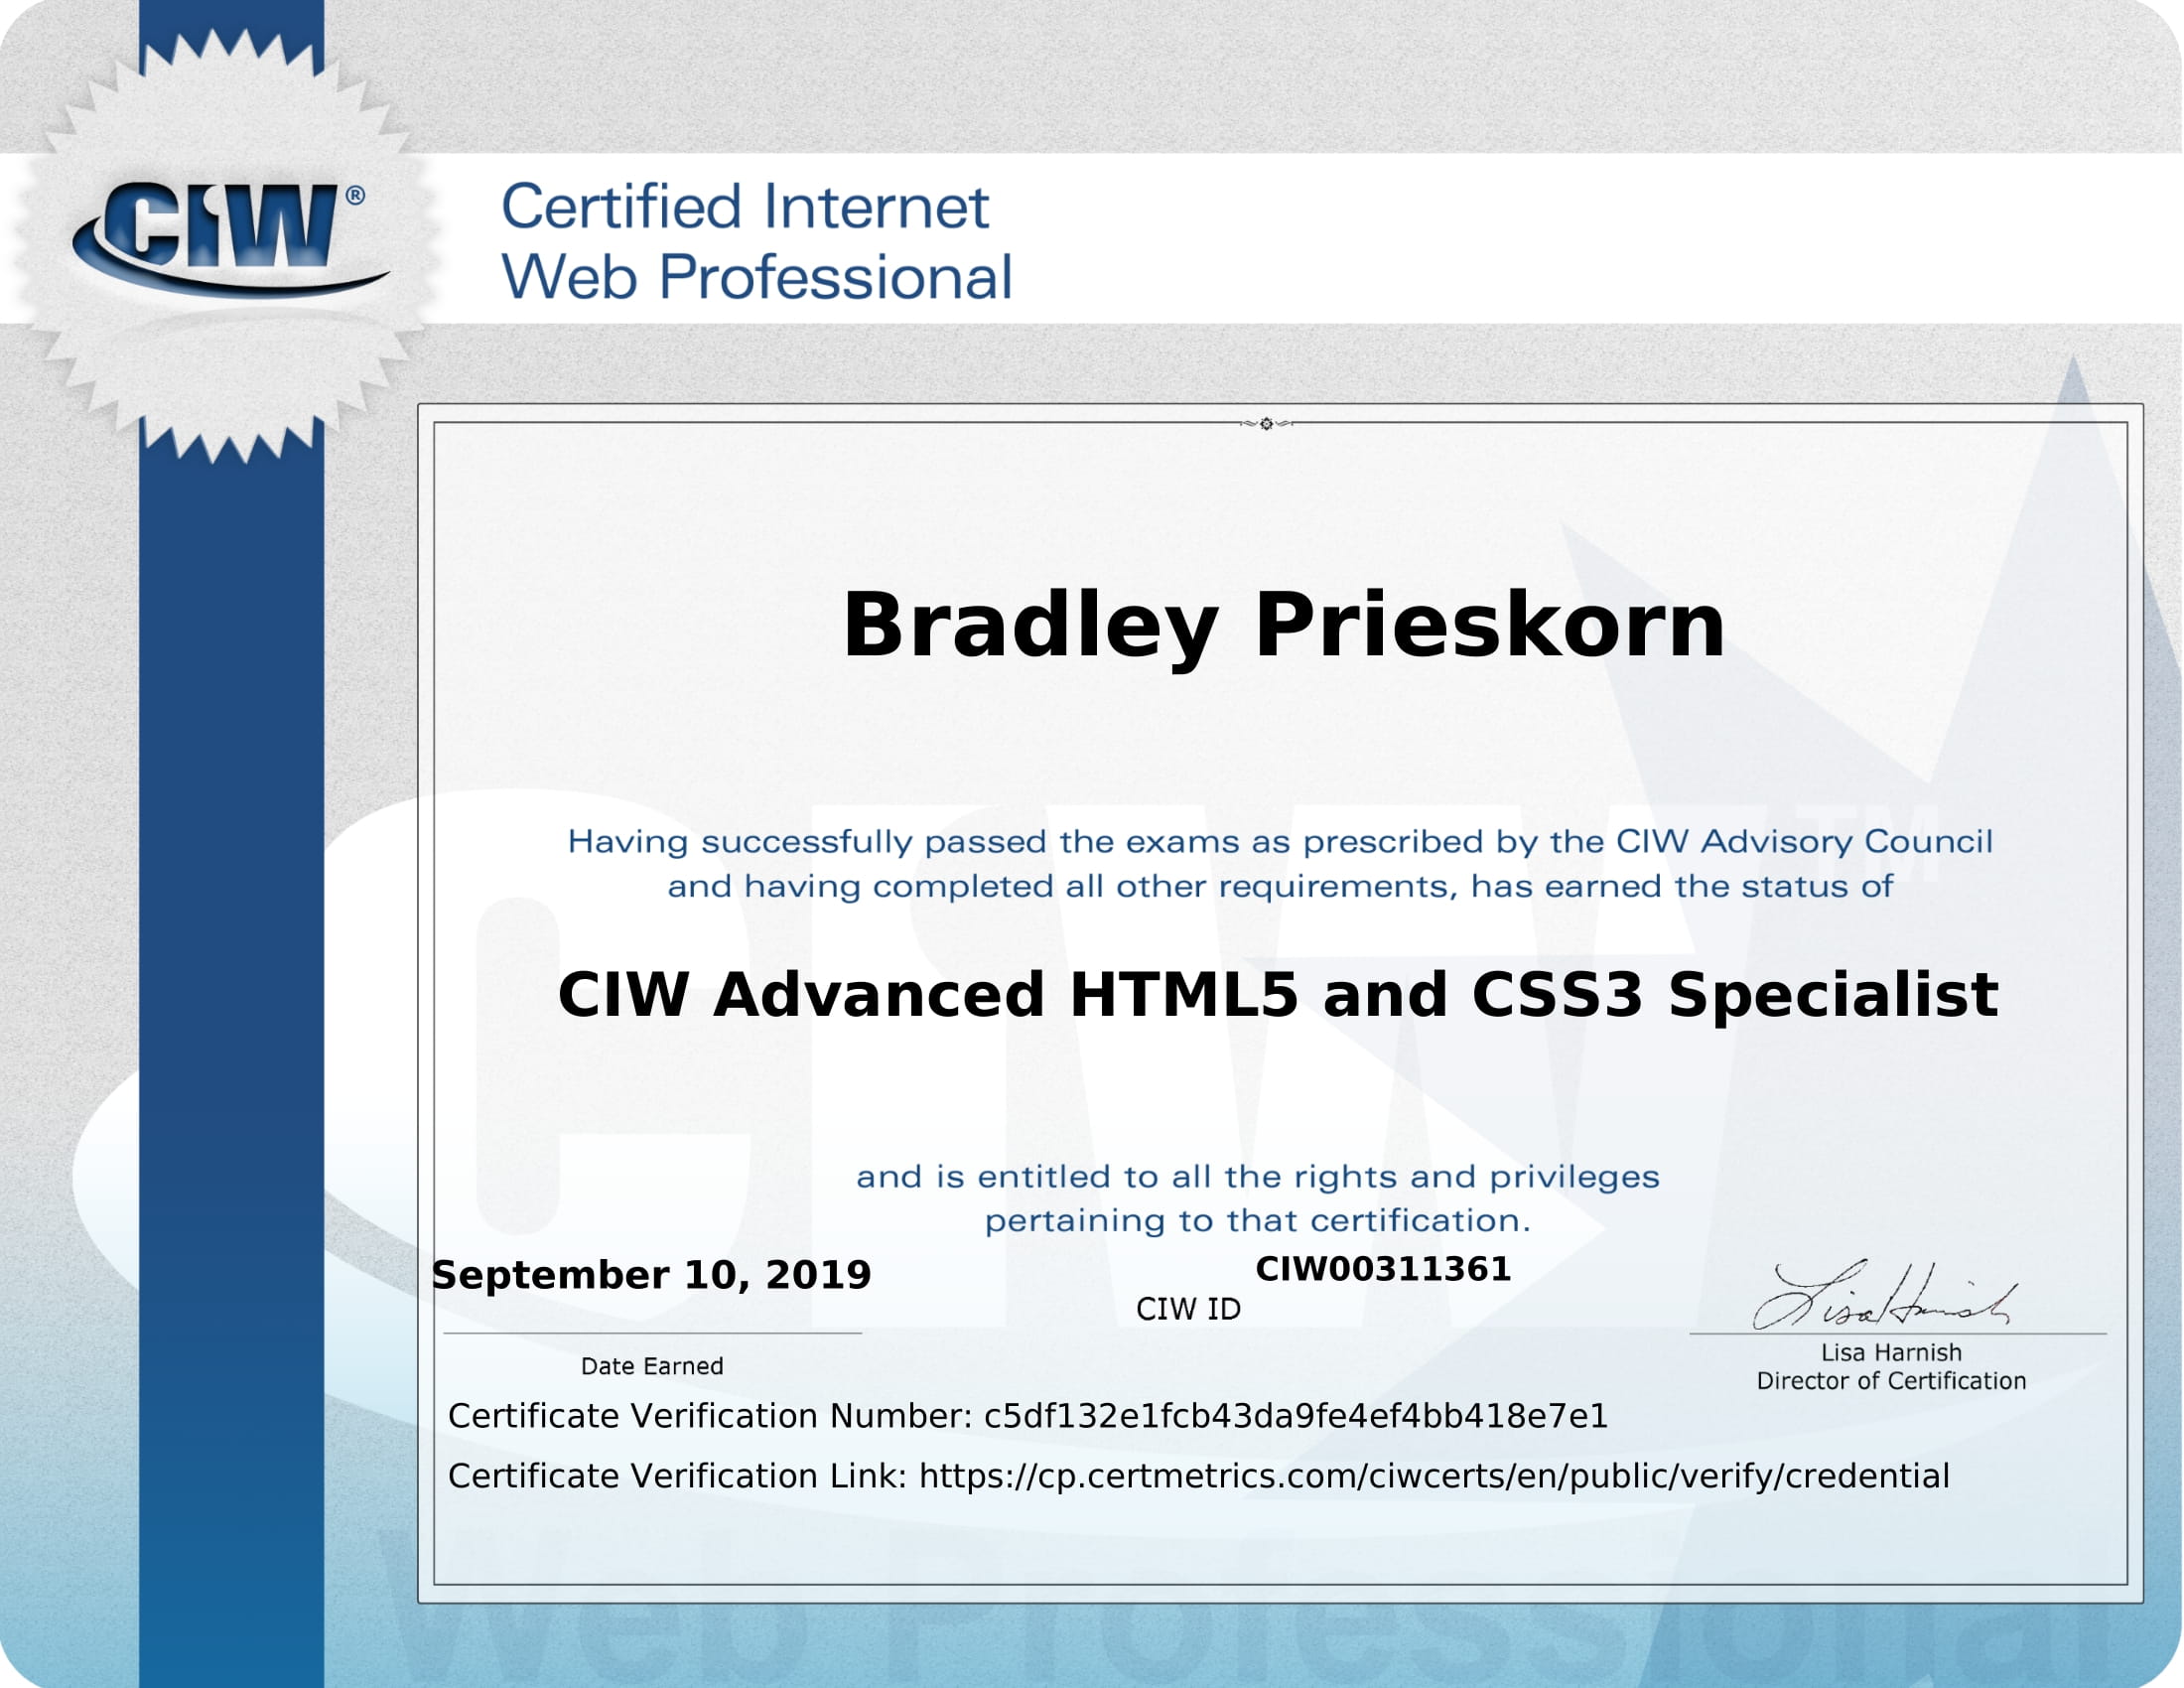 CIW®
Certified Internet
Web Professional
Bradley Prieskorn
TM
Having successfully passed the exams as prescribed by the CIW Advisory Council
and having completed all other requirements, has earned the status of
CIW
CIW Advanced HTML5 and CSS3 Specialist
and is entitled to all the rights and privileges
pertaining to that certification.
September 10, 2019
CIW00311361
CIW ID
Lisa Harnish
Date Earned
Lisa Harnish
Director of Certification
Certificate Verification Number: c5df132e1fcb43da9fe4ef4bb418e7e1
Certificate Verification Link: https://cp.certmetrics.com/ciwcerts/en/public/verify/credential
Web Professional